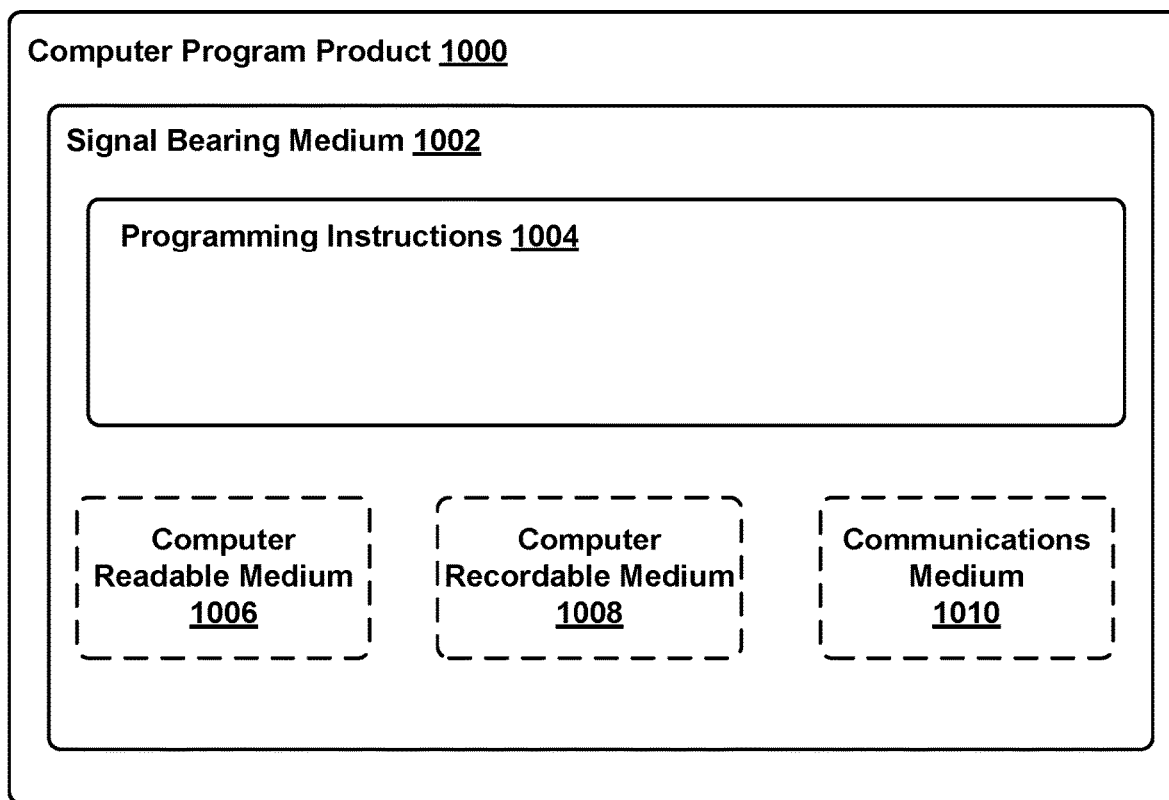 Computer Program Product 1000
Signal Bearing Medium 1002
Programming Instructions 1004
Computer
Readable Medium
1006
Computer
Recordable Medium
1008
Communications
Medium
1010